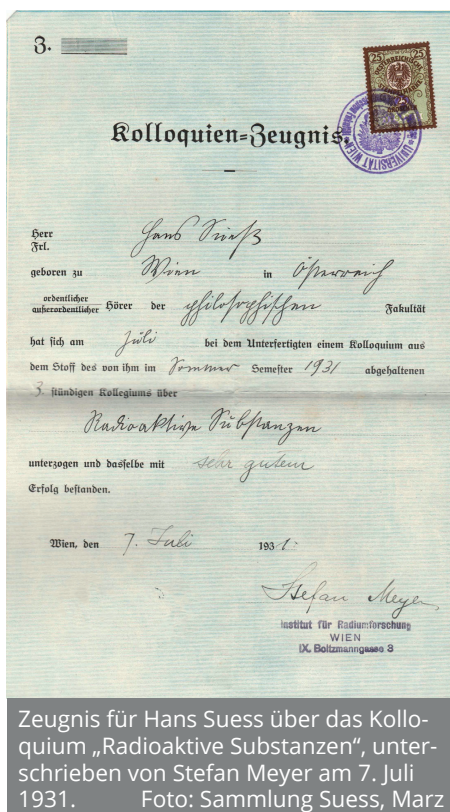 3.
25 25
UNIVERSITÄT WIEN
Kolloquien-Zeugnis.
Herr Hans Sueß
Frl.
geboren zu Wien in Österreich
ordentlicher
außerordentlicher Hörer der philosophischen Fakultät
hat sich am Juli bei dem Unterfertigten einem Kolloquium aus
dem Stoff des von ihm im Sommer Semester 1931 abgehaltenen
3 stündigen Kollegiums über
Radioaktive Substanzen
unterzogen und dasselbe mit sehr gutem
Erfolg bestanden.
Wien, den 7. Juli 1931.
Stefan Meyer
Institut für Radiumforschung
WIEN
IX, Boltzmanngasse 3
Zeugnis für Hans Suess über das Kollo-
quium „Radioaktive Substanzen“, unter-
schrieben von Stefan Meyer am 7. Juli
1931. Foto: Sammlung Suess, Marz